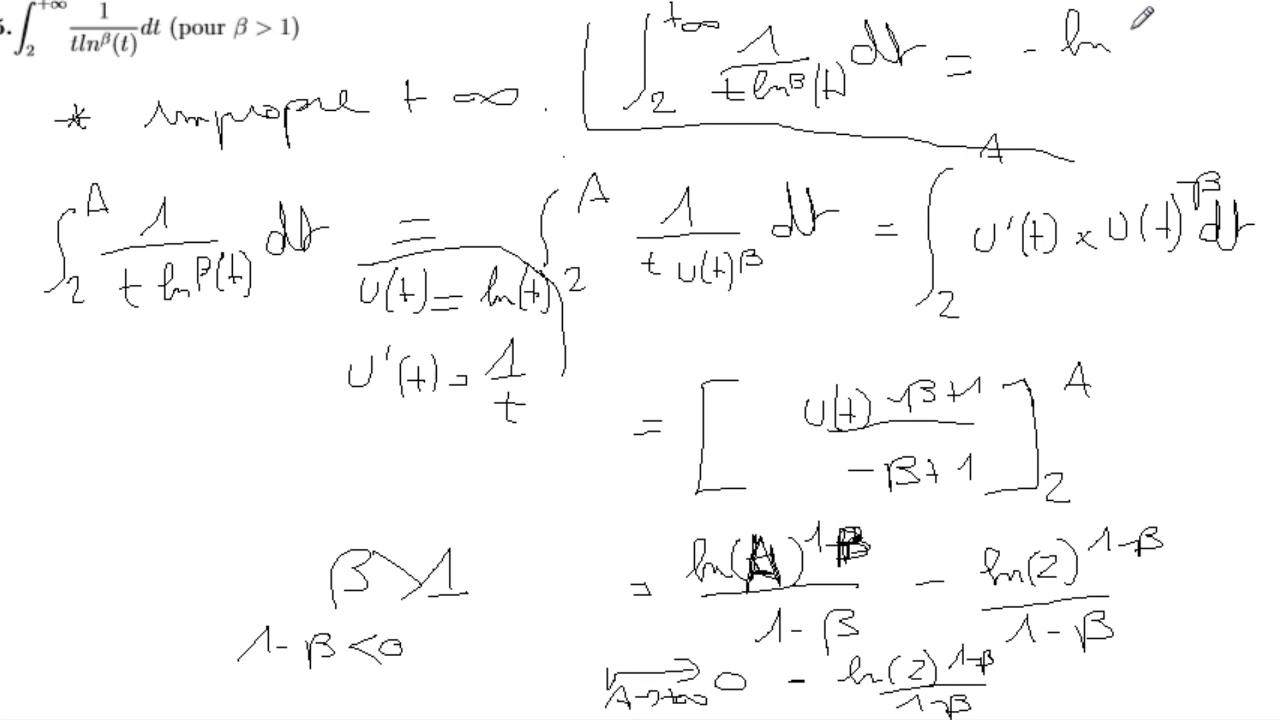 5. ∫_2^{+∞} 1/(tln^β(t)) dt (pour β > 1)
∫_2^{+∞} 1/(t ln^β(t)) dt = - ln
* impropre + ∞.
∫_2^A 1/(t ln^β(t)) dt = ∫_2^A 1/(t U(t)^β) dt = ∫_2^A U'(t) × U(t)^{-β} dt
U(t) = ln(t)
U'(t) = 1/t
= [U(t)^{-β+1}/(-β+1)]_2^A
β > 1
= ln(A)^{1-β}/(1-β) - ln(2)^{1-β}/(1-β)
1-β < 0
⟶_{A→+∞} 0 - ln(2)^{1-β}/(1-β)